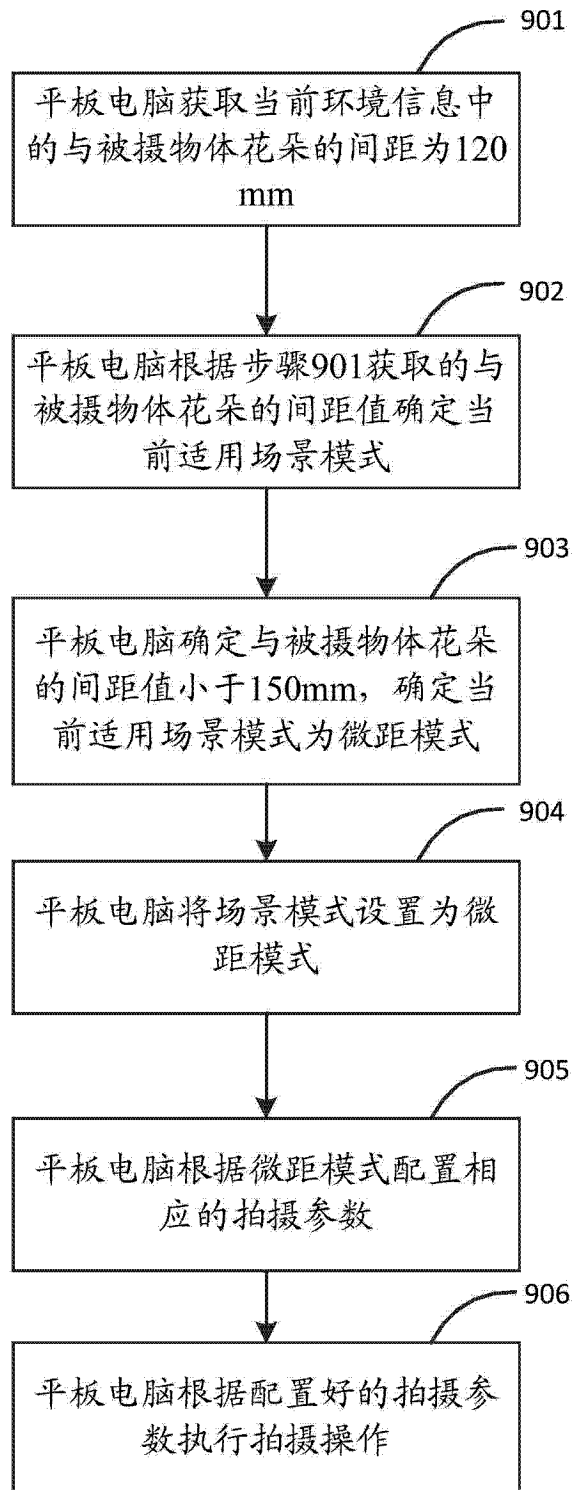 901
平板电脑获取当前环境信息中
的与被摄物体花朵的间距为120
mm
902
平板电脑根据步骤901获取的与
被摄物体花朵的间距值确定当
前适用场景模式
903
平板电脑确定与被摄物体花朵
的间距值小于150mm，确定当
前适用场景模式为微距模式
904
平板电脑将场景模式设置为微
距模式
905
平板电脑根据微距模式配置相
应的拍摄参数
906
平板电脑根据配置好的拍摄参
数执行拍摄操作